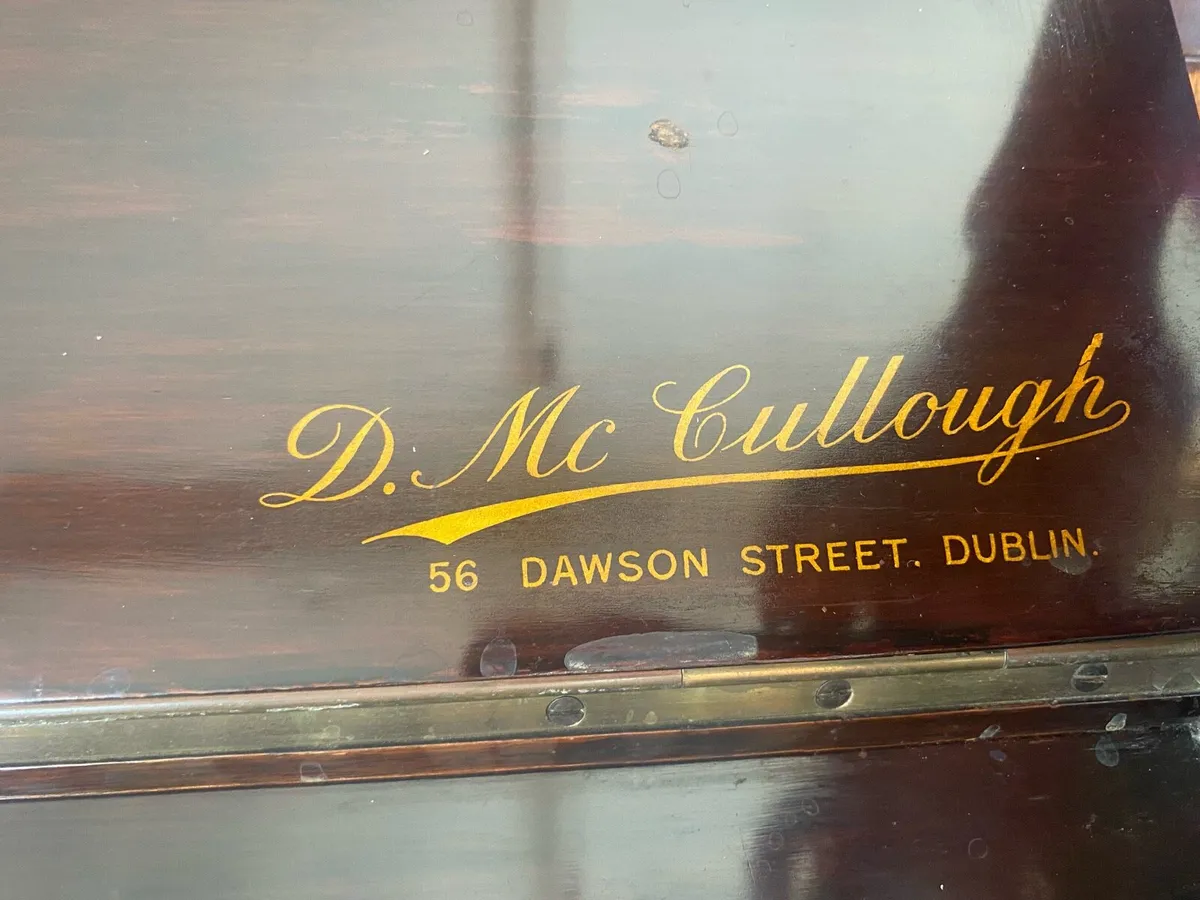 D. Mc Cullough
56 DAWSON STREET. DUBLIN.